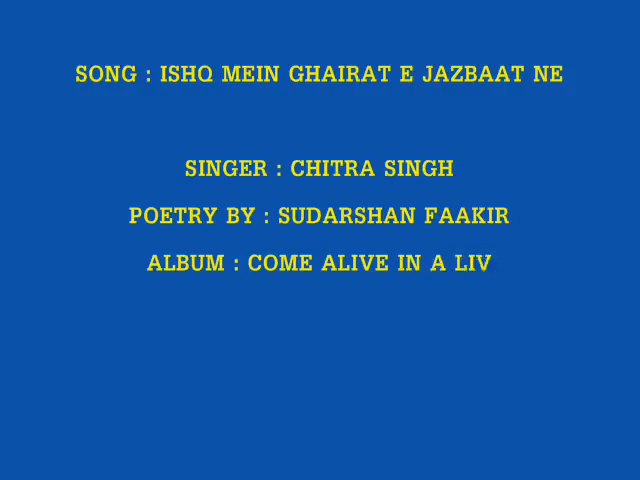 SONG : ISHQ MEIN GHAIRAT E JAZBAAT NE
SINGER : CHITRA SINGH
POETRY BY : SUDARSHAN FAAKIR
ALBUM : COME ALIVE IN A LIV